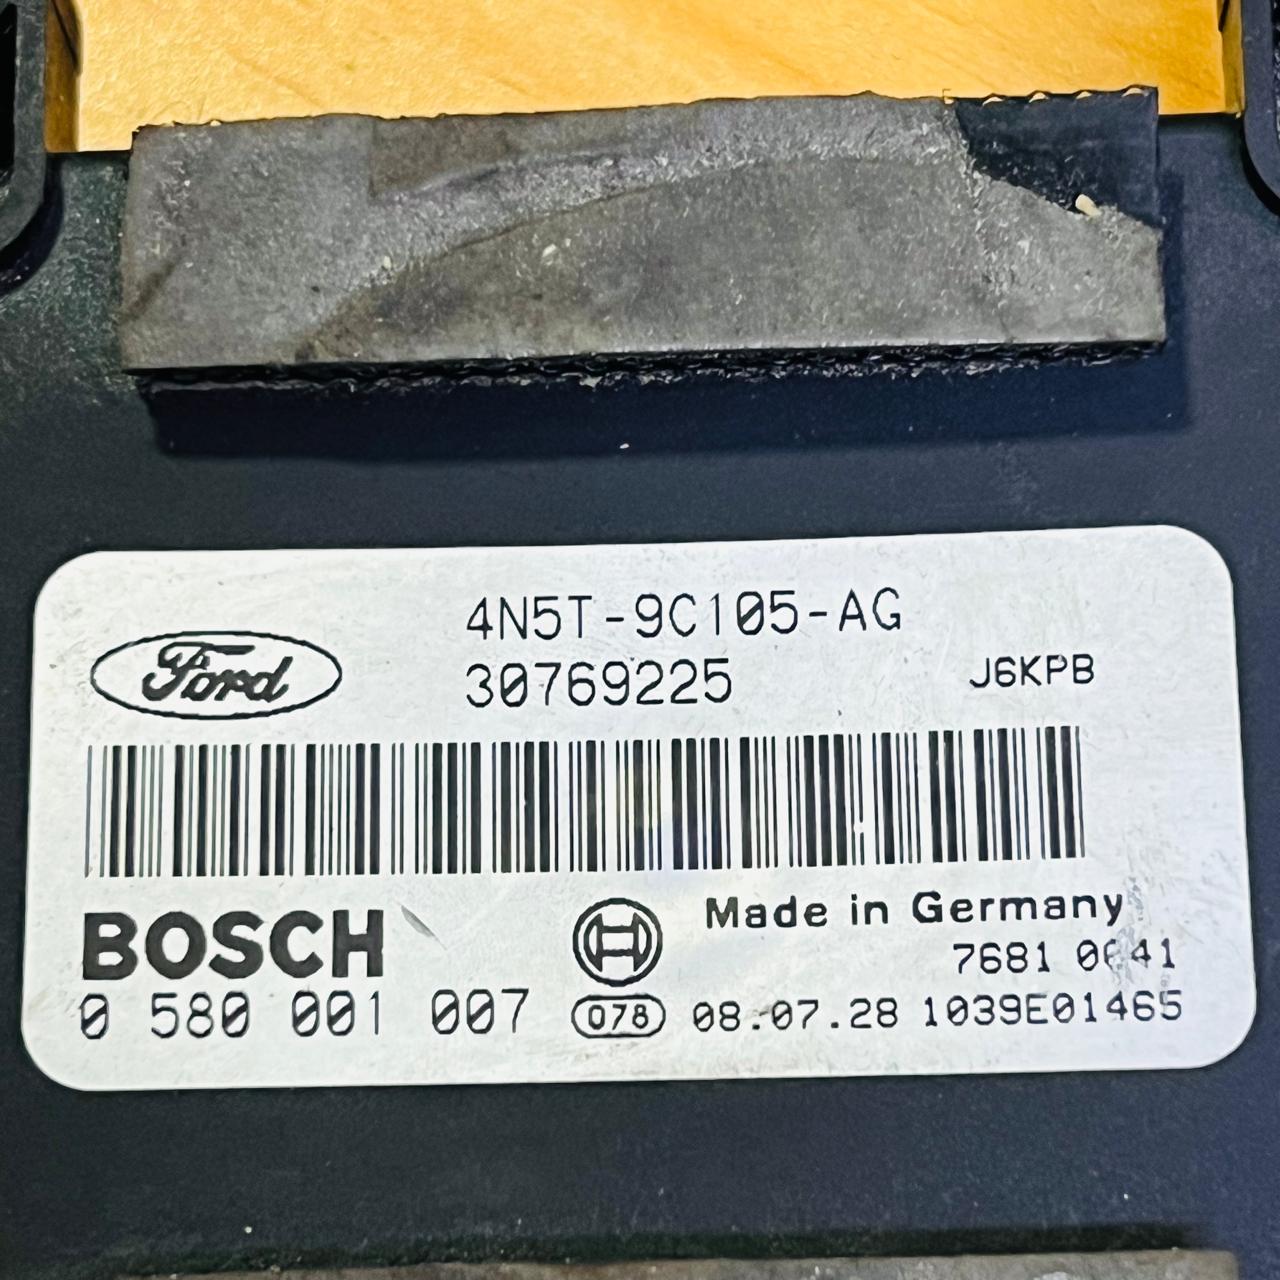 4N5T-9C105-AG
Ford
30769225
J6KPB
BOSCH
Made in Germany
7681
0 580 001 007
078
08.07.28 1039E01465